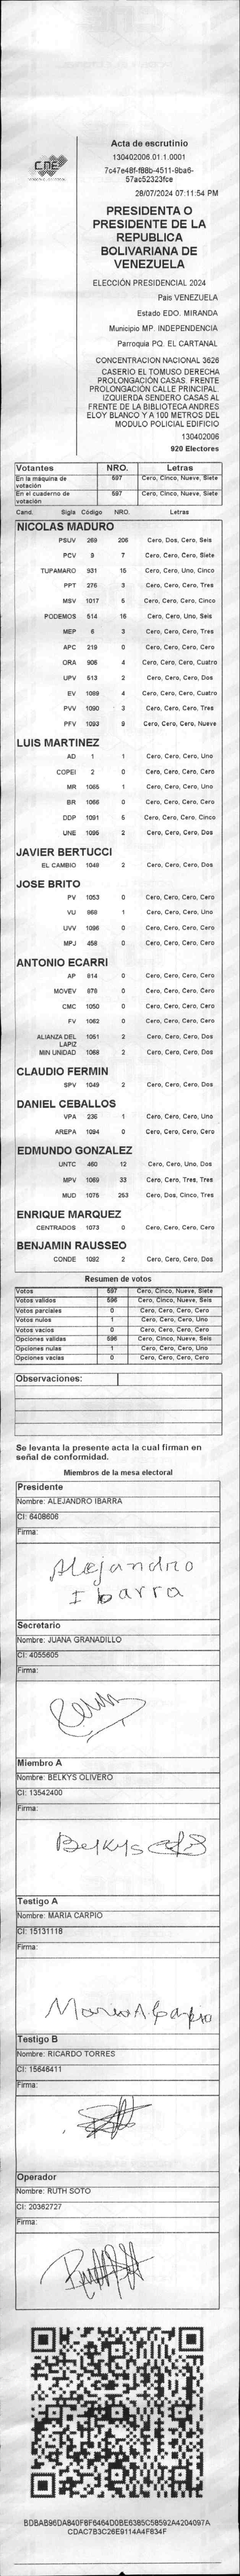 CNE
Acta de escrutinio
130402006.01.1.0001
7c47e48f-f88b-4511-9ba6-
57ac52323fce
28/07/2024 07:11:54 PM
PRESIDENTA O
PRESIDENTE DE LA
REPUBLICA
BOLIVARIANA DE
VENEZUELA
ELECCIÓN PRESIDENCIAL 2024
Pais VENEZUELA
Estado EDO. MIRANDA
Municipio MP. INDEPENDENCIA
Parroquia PQ. EL CARTANAL
CONCENTRACION NACIONAL 3626
CASERIO EL TOMUSO DERECHA
PROLONGACIÓN CASAS. FRENTE
PROLONGACIÓN CALLE PRINCIPAL.
IZQUIERDA SENDERO CASAS AL
FRENTE DE LA BIBLIOTECA ANDRES
ELOY BLANCO Y A 100 METROS DEL
MODULO POLICIAL EDIFICIO
130402006
920 Electores
Votantes NRO. Letras
En la máquina de votación 597 Cero, Cinco, Nueve, Siete
En el cuaderno de votación 597 Cero, Cinco, Nueve, Siete
Cand. Sigla Código NRO. Letras
NICOLAS MADURO
PSUV 269 206 Cero, Dos, Cero, Seis
PCV 9 7 Cero, Cero, Cero, Siete
TUPAMARO 931 15 Cero, Cero, Uno, Cinco
PPT 276 3 Cero, Cero, Cero, Tres
MSV 1017 5 Cero, Cero, Cero, Cinco
PODEMOS 514 16 Cero, Cero, Uno, Seis
MEP 6 3 Cero, Cero, Cero, Tres
APC 219 0 Cero, Cero, Cero, Cero
ORA 906 4 Cero, Cero, Cero, Cuatro
UPV 513 2 Cero, Cero, Cero, Dos
EV 1089 4 Cero, Cero, Cero, Cuatro
PVV 1090 3 Cero, Cero, Cero, Tres
PFV 1093 9 Cero, Cero, Cero, Nueve
LUIS MARTINEZ
AD 1 1 Cero, Cero, Cero, Uno
COPEI 2 0 Cero, Cero, Cero, Cero
MR 1065 1 Cero, Cero, Cero, Uno
BR 1066 0 Cero, Cero, Cero, Cero
DDP 1091 5 Cero, Cero, Cero, Cinco
UNE 1095 2 Cero, Cero, Cero, Dos
JAVIER BERTUCCI
EL CAMBIO 1048 2 Cero, Cero, Cero, Dos
JOSE BRITO
PV 1053 0 Cero, Cero, Cero, Cero
VU 968 1 Cero, Cero, Cero, Uno
UVV 1096 0 Cero, Cero, Cero, Cero
MPJ 458 0 Cero, Cero, Cero, Cero
ANTONIO ECARRI
AP 814 0 Cero, Cero, Cero, Cero
MOVEV 878 0 Cero, Cero, Cero, Cero
CMC 1050 0 Cero, Cero, Cero, Cero
FV 1062 0 Cero, Cero, Cero, Cero
ALIANZA DEL LAPIZ 1051 2 Cero, Cero, Cero, Dos
MIN UNIDAD 1068 2 Cero, Cero, Cero, Dos
CLAUDIO FERMIN
SPV 1049 2 Cero, Cero, Cero, Dos
DANIEL CEBALLOS
VPA 236 1 Cero, Cero, Cero, Uno
AREPA 1094 0 Cero, Cero, Cero, Cero
EDMUNDO GONZALEZ
UNTC 460 12 Cero, Cero, Uno, Dos
MPV 1069 33 Cero, Cero, Tres, Tres
MUD 1075 253 Cero, Dos, Cinco, Tres
ENRIQUE MARQUEZ
CENTRADOS 1073 0 Cero, Cero, Cero, Cero
BENJAMIN RAUSSEO
CONDE 1092 2 Cero, Cero, Cero, Dos
Resumen de votos
Votos 597 Cero, Cinco, Nueve, Siete
Votos validos 596 Cero, Cinco, Nueve, Seis
Votos parciales 0 Cero, Cero, Cero, Cero
Votos nulos 1 Cero, Cero, Cero, Uno
Votos vacios 0 Cero, Cero, Cero, Cero
Opciones validas 596 Cero, Cinco, Nueve, Seis
Opciones nulas 1 Cero, Cero, Cero, Uno
Opciones vacias 0 Cero, Cero, Cero, Cero
Observaciones:
Se levanta la presente acta la cual firman en
señal de conformidad.
Miembros de la mesa electoral
Presidente
Nombre: ALEJANDRO IBARRA
CI: 6408606
Firma:
Alejandro
Ibarra
Secretario
Nombre: JUANA GRANADILLO
CI: 4055605
Firma:
Miembro A
Nombre: BELKYS OLIVERO
CI: 13542400
Firma:
Belkys
Testigo A
Nombre: MARIA CARPIO
CI: 15131118
Firma:
Maria A. Carpio
Testigo B
Nombre: RICARDO TORRES
CI: 15646411
Firma:
Operador
Nombre: RUTH SOTO
CI: 20362727
Firma:
BDBAB96DA840F8F6464D0BE6385C58592A4204097A
CDAC7B3C26E9114A4F834F